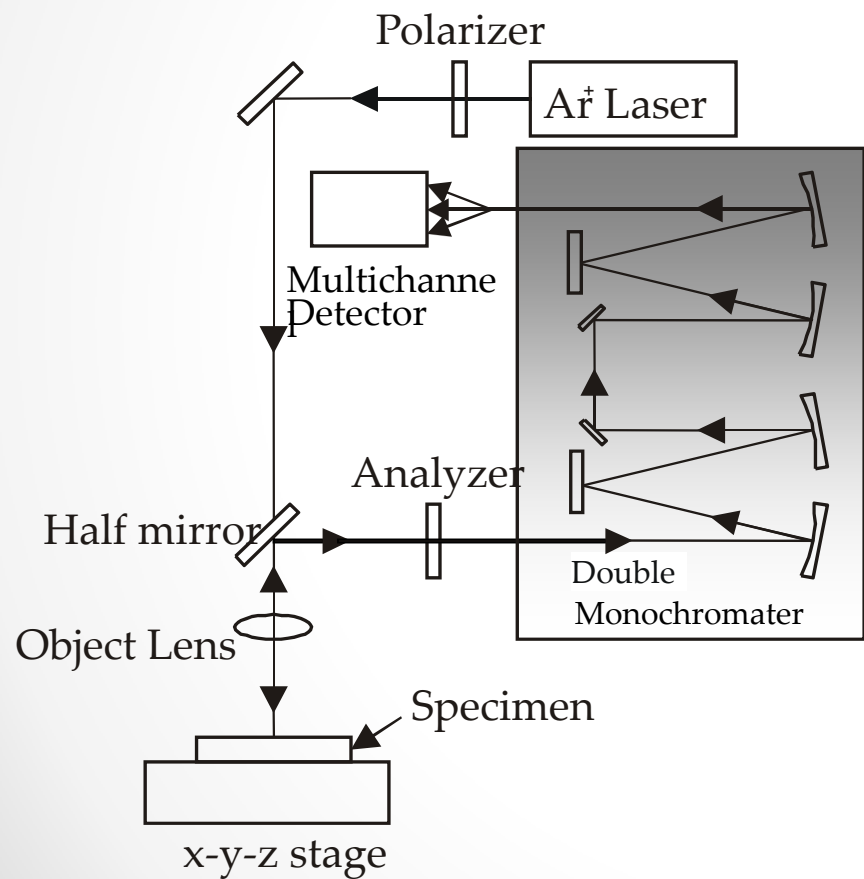 Polarizer
Ar⁺ Laser
Multichanne
l
Detector
Analyzer
Half mirror
Double
Monochromater
Object Lens
Specimen
x-y-z stage